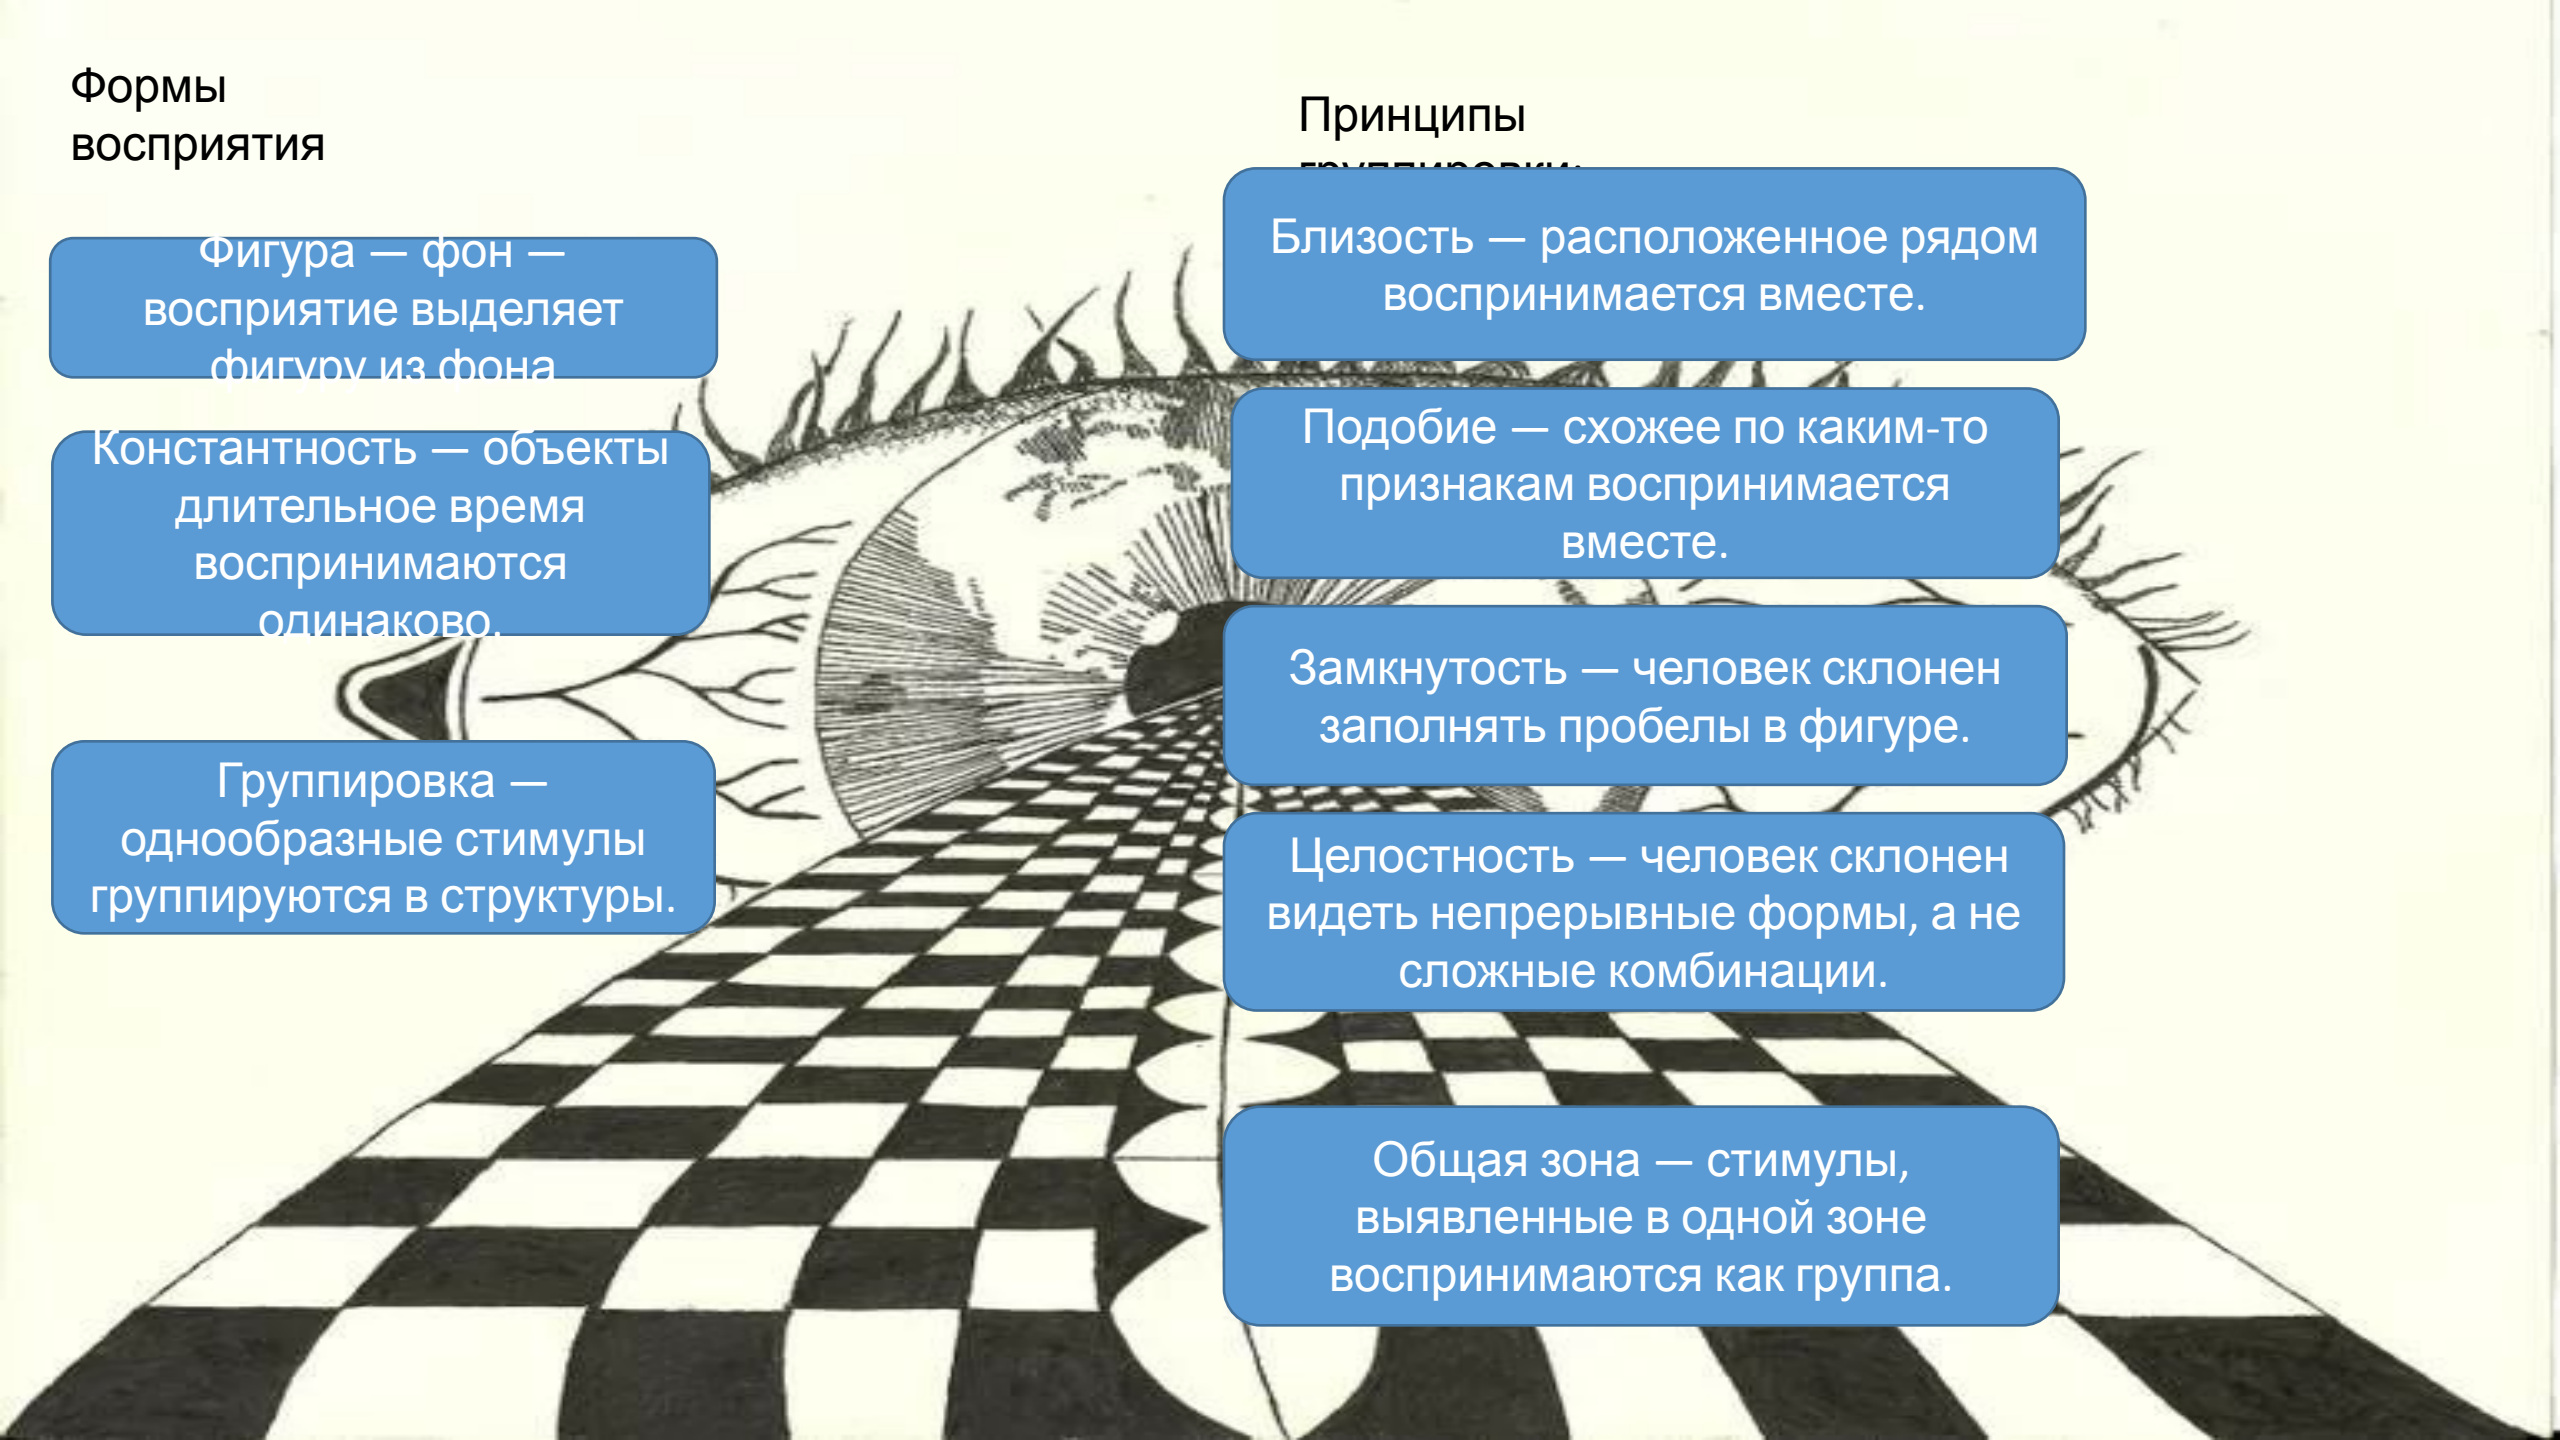 Формы
восприятия
Фигура — фон —
восприятие выделяет
фигуру из фона
Константность — объекты
длительное время
воспринимаются
одинаково.
Группировка —
однообразные стимулы
группируются в структуры.
Принципы
группировки:
Близость — расположенное рядом
воспринимается вместе.
Подобие — схожее по каким-то
признакам воспринимается
вместе.
Замкнутость — человек склонен
заполнять пробелы в фигуре.
Целостность — человек склонен
видеть непрерывные формы, а не
сложные комбинации.
Общая зона — стимулы,
выявленные в одной зоне
воспринимаются как группа.